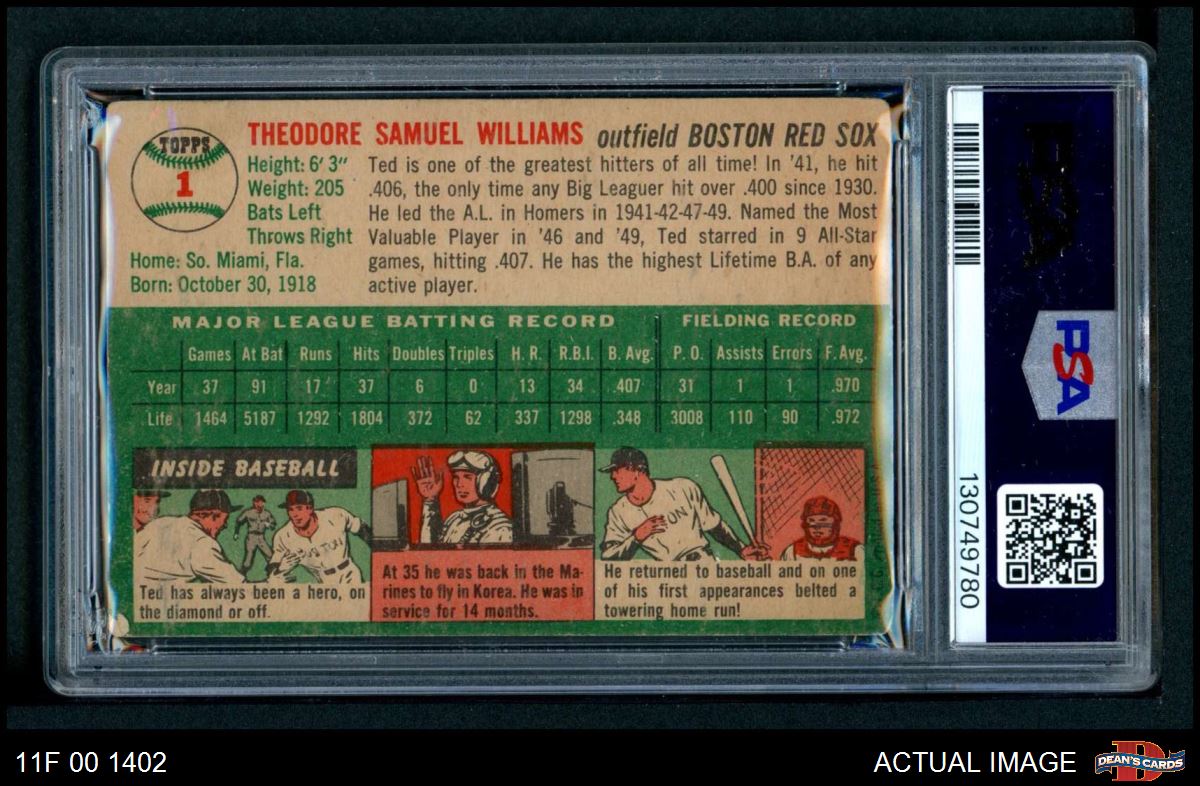 TOPPS
1
THEODORE SAMUEL WILLIAMS outfield BOSTON RED SOX
Height: 6' 3"
Weight: 205
Bats Left
Throws Right
Home: So. Miami, Fla.
Born: October 30, 1918
Ted is one of the greatest hitters of all time! In '41, he hit
.406, the only time any Big Leaguer hit over .400 since 1930.
He led the A.L. in Homers in 1941-42-47-49. Named the Most
Valuable Player in '46 and '49, Ted starred in 9 All-Star
games, hitting .407. He has the highest Lifetime B.A. of any
active player.
MAJOR LEAGUE BATTING RECORD FIELDING RECORD
Games At Bat Runs Hits Doubles Triples H. R. R.B.I. B. Avg. P. O. Assists Errors F. Avg.
Year 37 91 17 37 6 0 13 34 .407 31 1 1 .970
Life 1464 5187 1292 1804 372 62 337 1298 .348 3008 110 90 .972
INSIDE BASEBALL
Ted has always been a hero, on
the diamond or off.
At 35 he was back in the Ma-
rines to fly in Korea. He was in
service for 14 months.
He returned to baseball and on one
of his first appearances belted a
towering home run!
PSA
PSA
130749780
11F 00 1402
ACTUAL IMAGE
D
DEAN'S CARDS